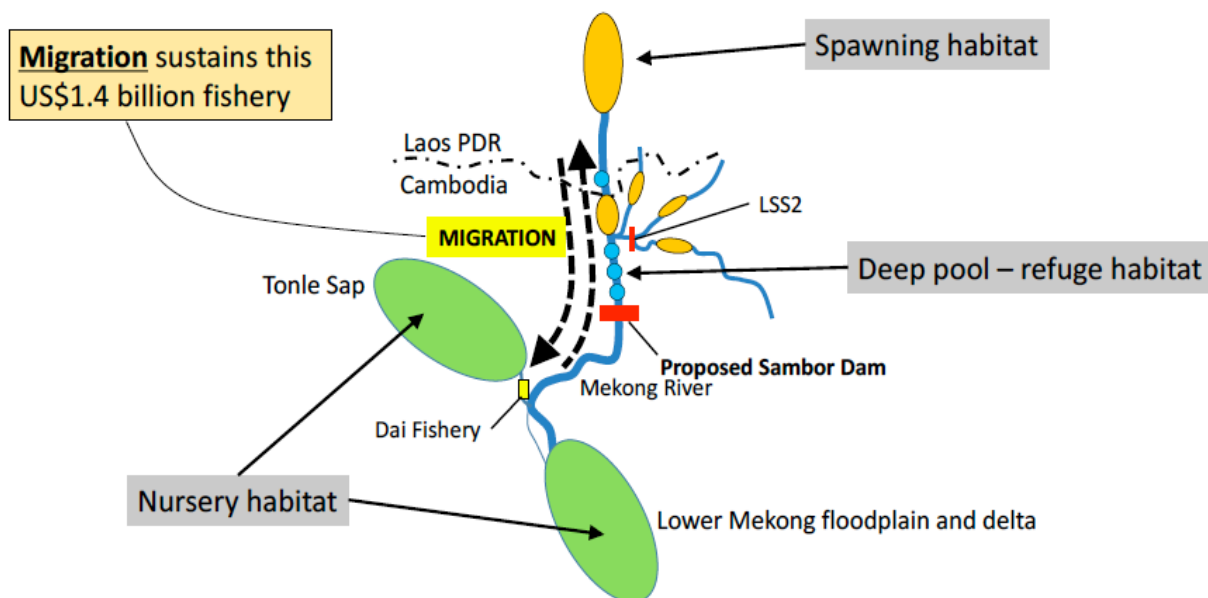 Migration sustains this
US$1.4 billion fishery
Spawning habitat
Laos PDR
Cambodia
LSS2
MIGRATION
Deep pool – refuge habitat
Tonle Sap
Proposed Sambor Dam
Mekong River
Dai Fishery
Nursery habitat
Lower Mekong floodplain and delta